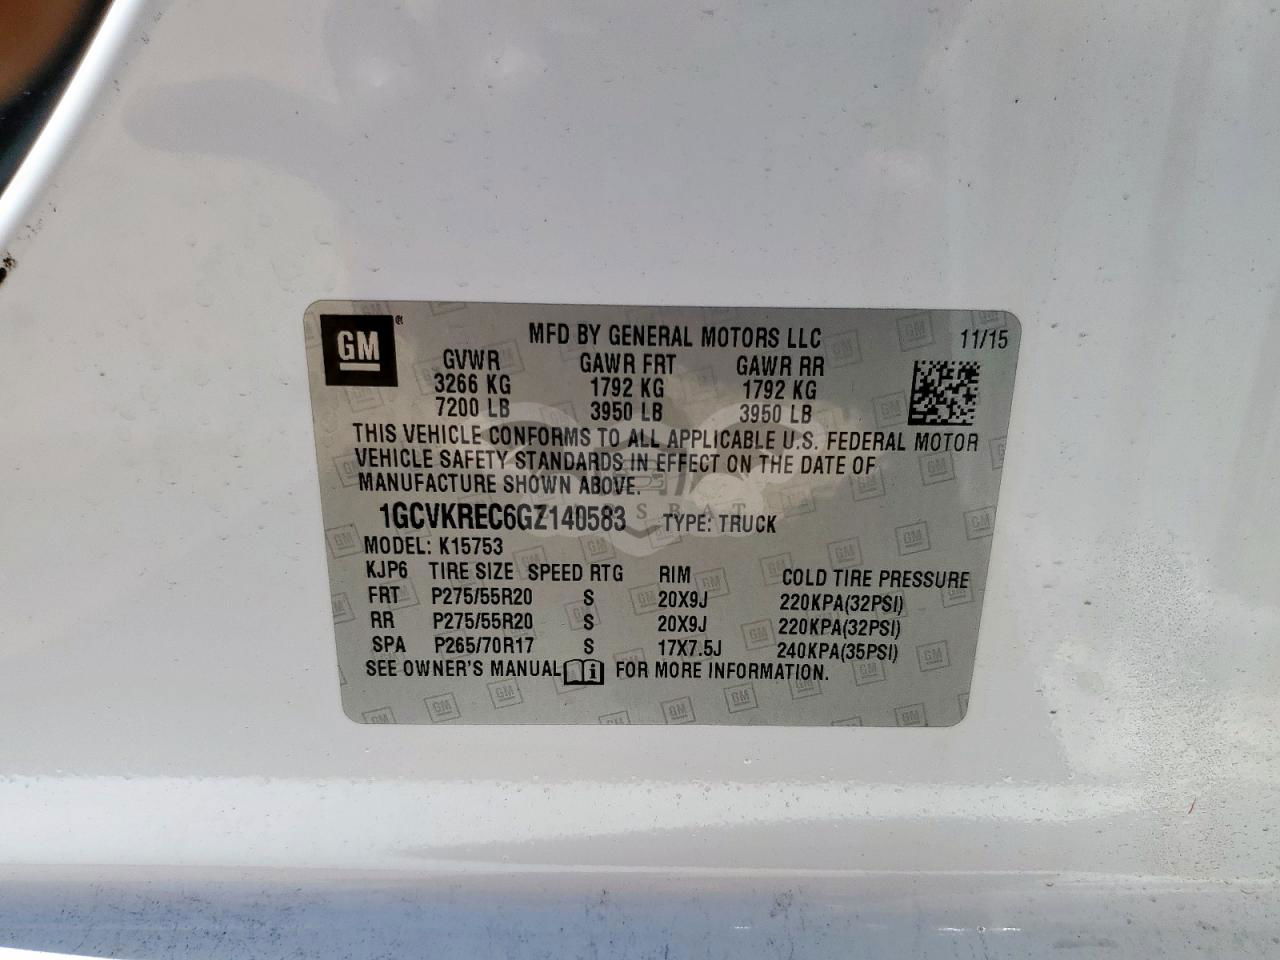 GM ®
MFD BY GENERAL MOTORS LLC 11/15
GVWR GAWR FRT GAWR RR
3266 KG 1792 KG 1792 KG
7200 LB 3950 LB 3950 LB
THIS VEHICLE CONFORMS TO ALL APPLICABLE U.S. FEDERAL MOTOR
VEHICLE SAFETY STANDARDS IN EFFECT ON THE DATE OF
MANUFACTURE SHOWN ABOVE.
1GCVKREC6GZ140583 TYPE: TRUCK
MODEL: K15753
KJP6 TIRE SIZE SPEED RTG RIM COLD TIRE PRESSURE
FRT P275/55R20 S 20X9J 220KPA(32PSI)
RR P275/55R20 S 20X9J 220KPA(32PSI)
SPA P265/70R17 S 17X7.5J 240KPA(35PSI)
SEE OWNER'S MANUAL i FOR MORE INFORMATION.